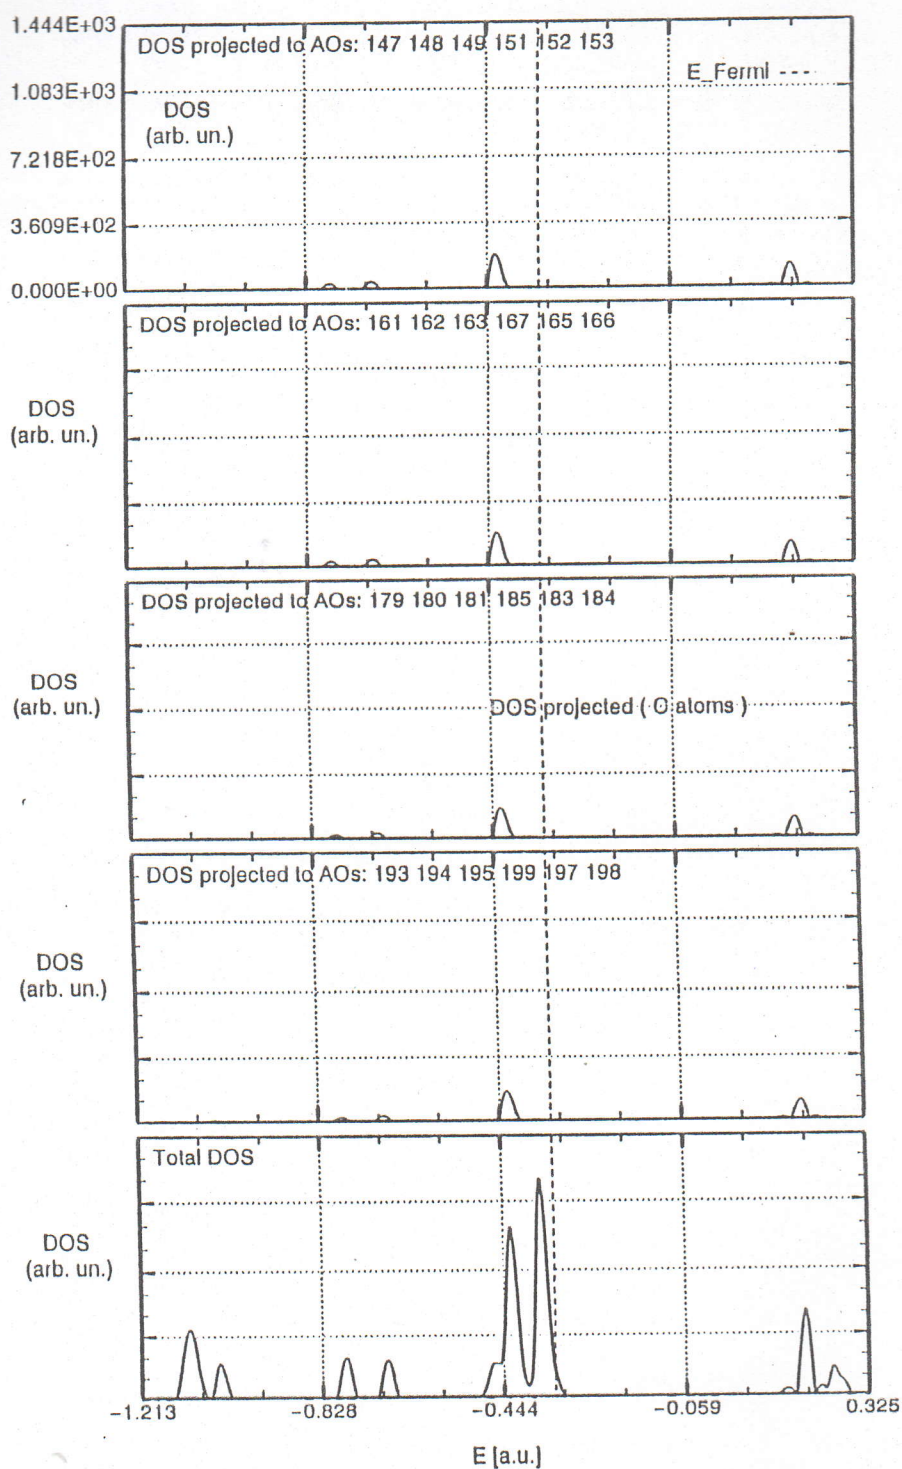 1.444E+03
DOS projected to AOs: 147 148 149 151 152 153
E_Fermi ----
1.083E+03
DOS
(arb. un.)
7.218E+02
3.609E+02
0.000E+00
DOS projected to AOs: 161 162 163 167 165 166
DOS
(arb. un.)
DOS projected to AOs: 179 180 181 185 183 184
DOS
(arb. un.)
DOS projected ( C atoms )
DOS projected to AOs: 193 194 195 199 197 198
DOS
(arb. un.)
Total DOS
DOS
(arb. un.)
-1.213 -0.828 -0.444 -0.059 0.325
E [a.u.]